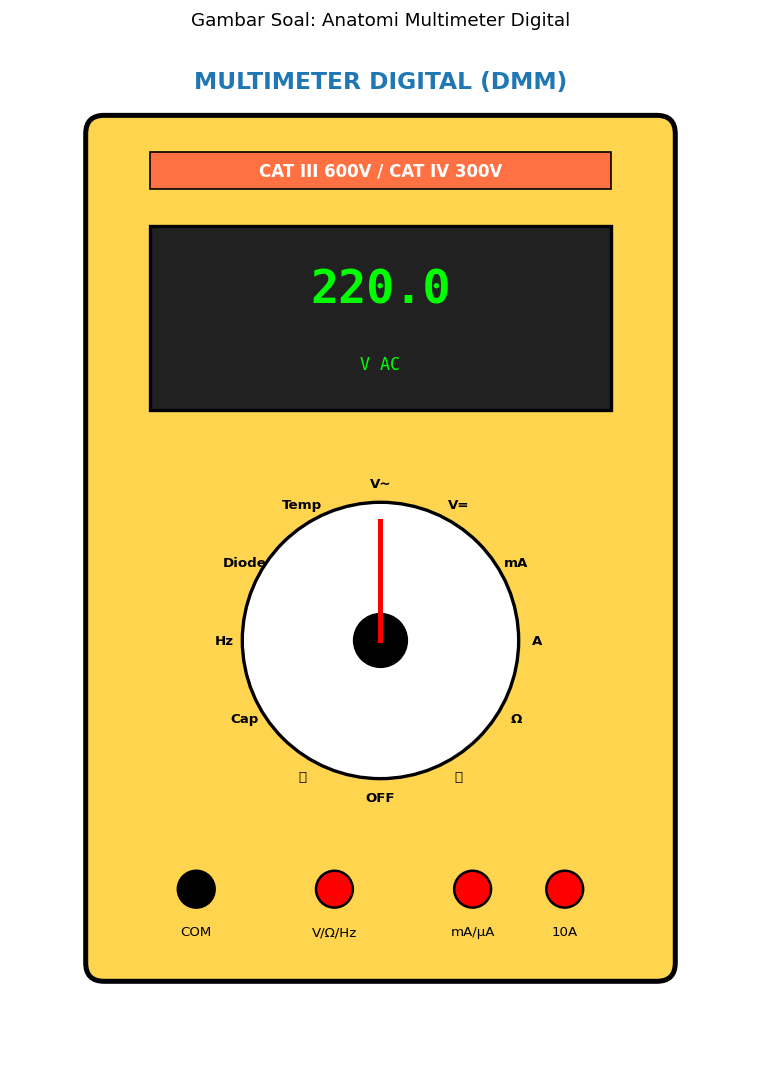 Gambar Soal: Anatomi Multimeter Digital
MULTIMETER DIGITAL (DMM)
CAT III 600V / CAT IV 300V
220.0
V AC
V~
Temp V=
Diode mA
Hz A
Cap Ω
OFF
COM V/Ω/Hz mA/μA 10A